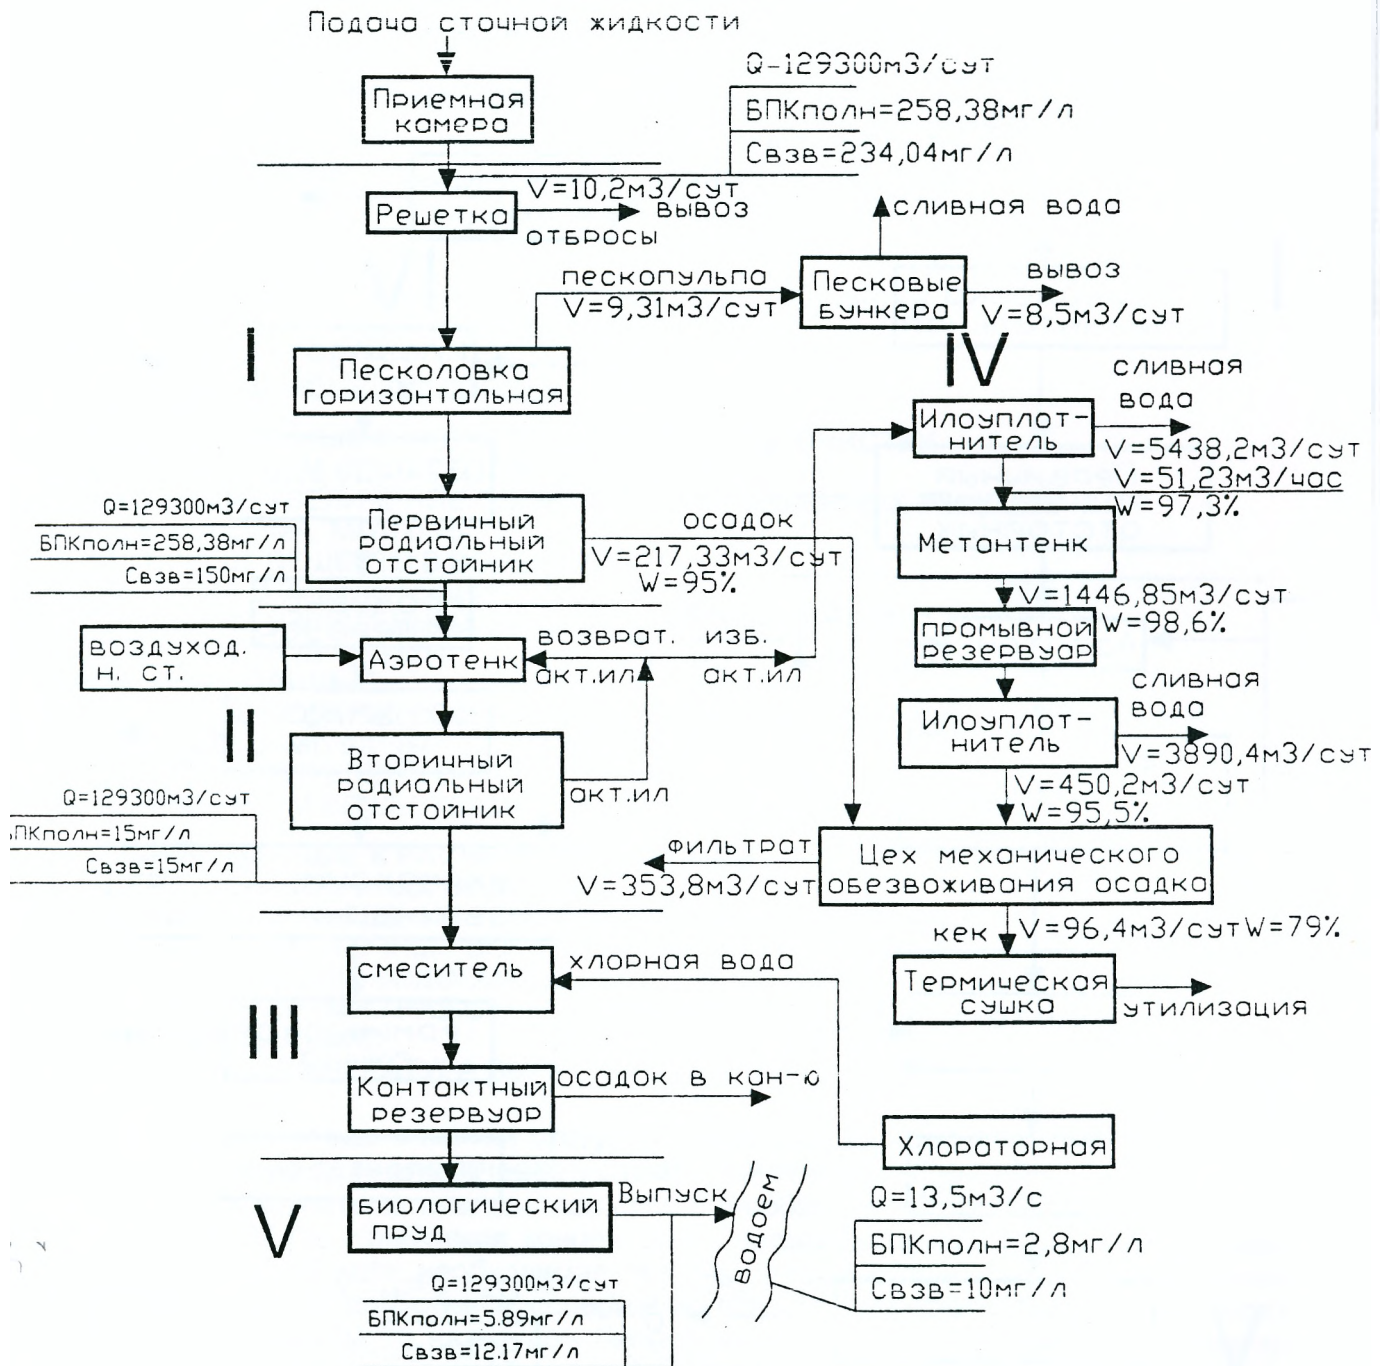 Подача сточной жидкости
Приемная
камера
Q-129300м3/сут
БПКполн=258,38мг/л
Свзв=234,04мг/л
Решетка
V=10,2м3/сут
вывоз
отбросы
сливная вода
пескопульпа
V=9,31м3/сут
Песковые
бункера
вывоз
V=8,5м3/сут
I
Песколовка
горизонтальная
IV
Илоуплот-
нитель
сливная
вода
V=5438,2м3/сут
V=51,23м3/час
W=97,3%
Q=129300м3/сут
БПКполн=258,38мг/л
Свзв=150мг/л
Первичный
радиальный
отстойник
осадок
V=217,33м3/сут
W=95%
Метантенк
V=1446,85м3/сут
W=98,6%
воздуход.
н. ст.
Аэротенк
возврат.
акт.ил
изб.
акт.ил
промывной
резервуар
сливная
вода
II
Вторичный
радиальный
отстойник
акт.ил
Илоуплот-
нитель
V=3890,4м3/сут
V=450,2м3/сут
W=95,5%
Q=129300м3/сут
ПКполн=15мг/л
Свзв=15мг/л
фильтрат
V=353,8м3/сут
Цех механического
обезвоживания осадка
кек
V=96,4м3/сутW=79%
смеситель
хлорная вода
Термическая
сушка
утилизация
III
Контактный
резервуар
осадок в кан-ю
Хлораторная
V
Биологический
пруд
Выпуск
водоем
Q=13,5м3/с
БПКполн=2,8мг/л
Свзв=10мг/л
Q=129300м3/сут
БПКполн=5.89мг/л
Свзв=12.17мг/л